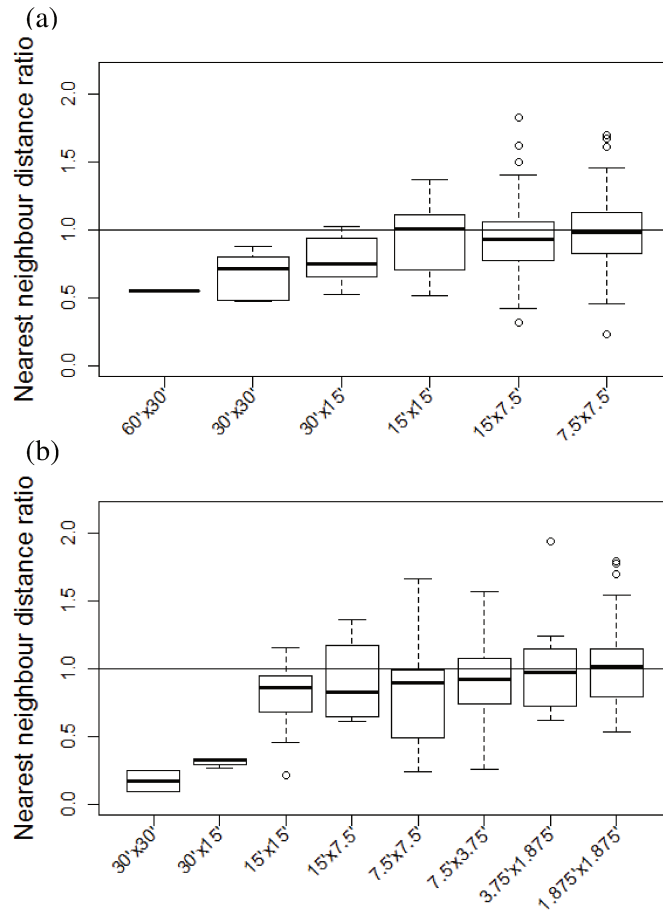 (a)
Nearest neighbour distance ratio
2.0
1.5
1.0
0.5
0.0
60'x30'
30'x30'
30'x15'
15'x15'
15'x7.5'
7.5'x7.5'
(b)
Nearest neighbour distance ratio
2.0
1.5
1.0
0.5
0.0
30'x30'
30'x15'
15'x15'
15'x7.5'
7.5'x7.5'
7.5'x3.75'
3.75'x1.875'
1.875'x1.875'